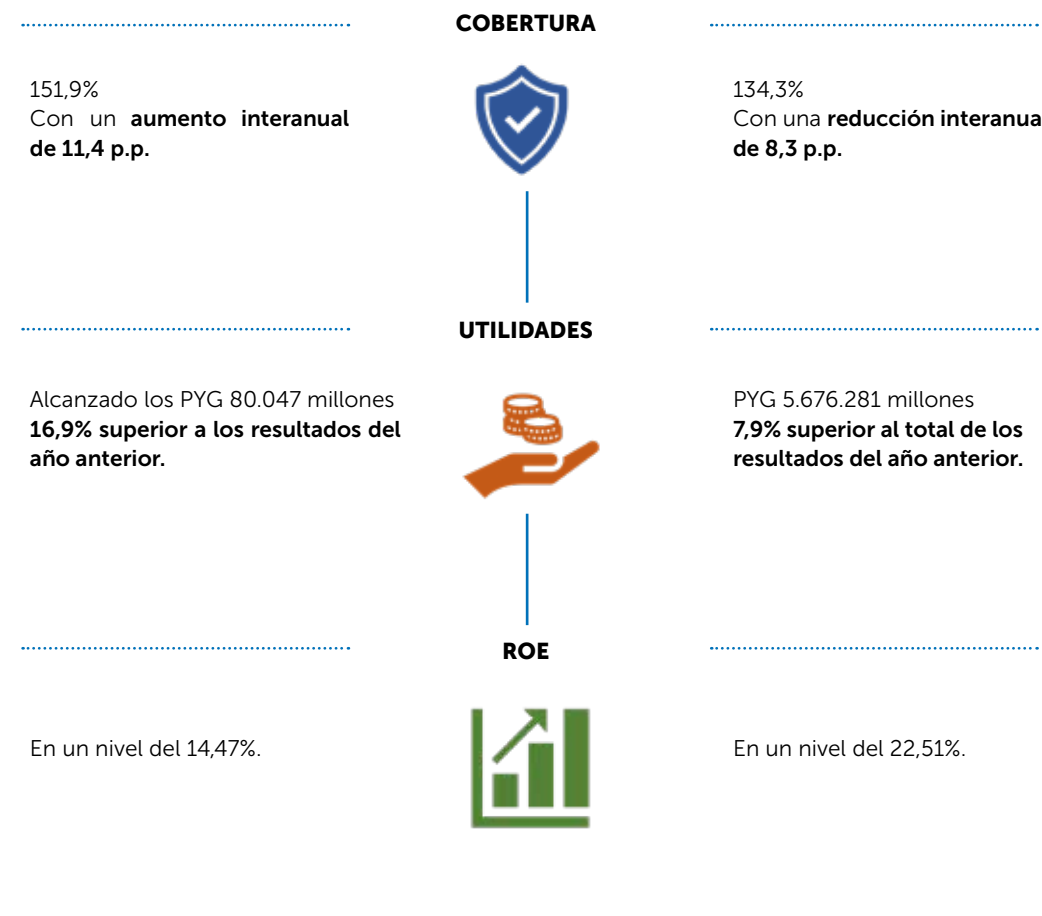 COBERTURA
151,9%
Con un aumento interanual
de 11,4 p.p.
134,3%
Con una reducción interanua
de 8,3 p.p.
UTILIDADES
Alcanzado los PYG 80.047 millones
16,9% superior a los resultados del
año anterior.
PYG 5.676.281 millones
7,9% superior al total de los
resultados del año anterior.
ROE
En un nivel del 14,47%.
En un nivel del 22,51%.